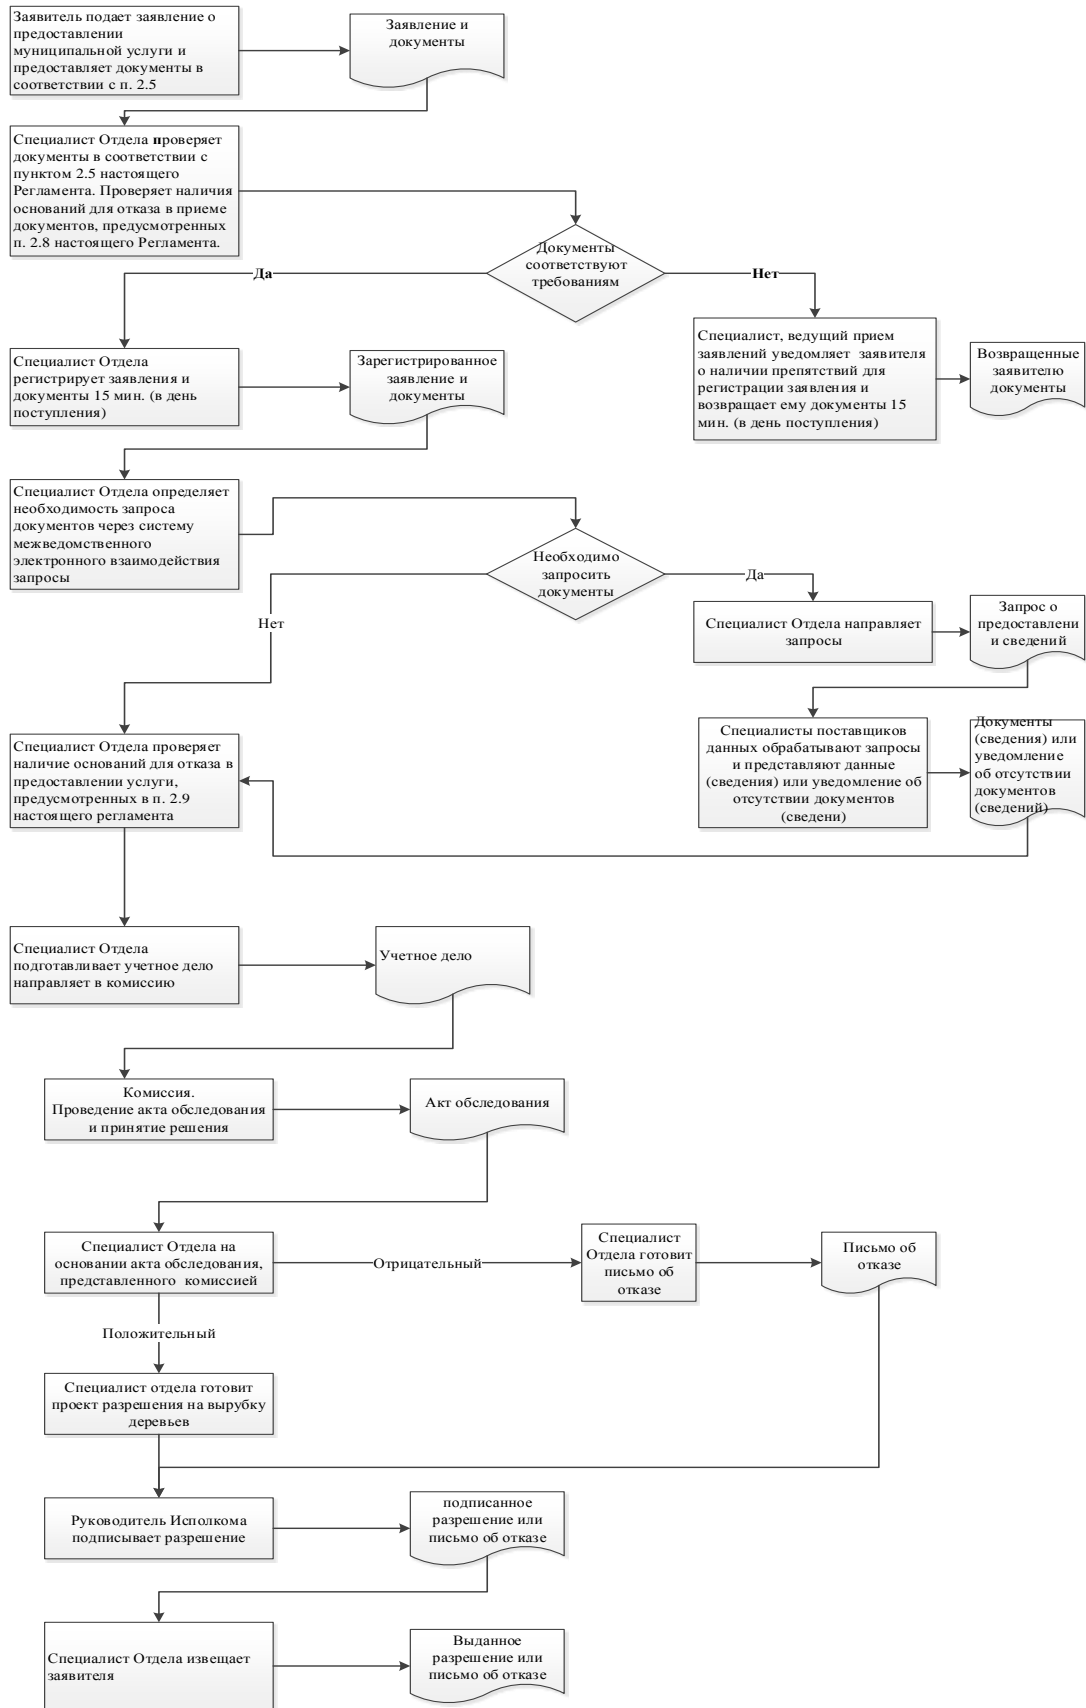 Заявитель подает заявление о
предоставлении
муниципальной услуги и
предоставляет документы в
соответствии с п. 2.5
Заявление и
документы
Специалист Отдела проверяет
документы в соответствии с
пунктом 2.5 настоящего
Регламента. Проверяет наличия
оснований для отказа в приеме
документов, предусмотренных
п. 2.8 настоящего Регламента.
Документы
соответствуют
требованиям
Да
Нет
Специалист Отдела
регистрирует заявления и
документы 15 мин. (в день
поступления)
Зарегистрированное
заявление и
документы
Специалист, ведущий прием
заявлений уведомляет заявителя
о наличии препятствий для
регистрации заявления и
возвращает ему документы 15
мин. (в день поступления)
Возвращенные
заявителю
документы
Специалист Отдела определяет
необходимость запроса
документов через систему
межведомственного
электронного взаимодействия
запросы
Необходимо
запросить
документы
Да
Нет
Специалист Отдела направляет
запросы
Запрос о
предоставлени
и сведений
Специалист Отдела проверяет
наличие оснований для отказа в
предоставлении услуги,
предусмотренных в п. 2.9
настоящего регламента
Специалисты поставщиков
данных обрабатывают запросы
и представляют данные
(сведения) или уведомление об
отсутствии документов
(сведени)
Документы
(сведения) или
уведомление
об отсутствии
документов
(сведений)
Специалист Отдела
подготавливает учетное дело
направляет в комиссию
Учетное дело
Комиссия.
Проведение акта обследования
и принятие решения
Акт обследования
Специалист Отдела на
основании акта обследования,
представленного комиссией
Отрицательный
Специалист
Отдела готовит
письмо об
отказе
Письмо об
отказе
Положительный
Специалист отдела готовит
проект разрешения на вырубку
деревьев
Руководитель Исполкома
подписывает разрешение
подписанное
разрешение или
письмо об отказе
Специалист Отдела извещает
заявителя
Выданное
разрешение или
письмо об отказе